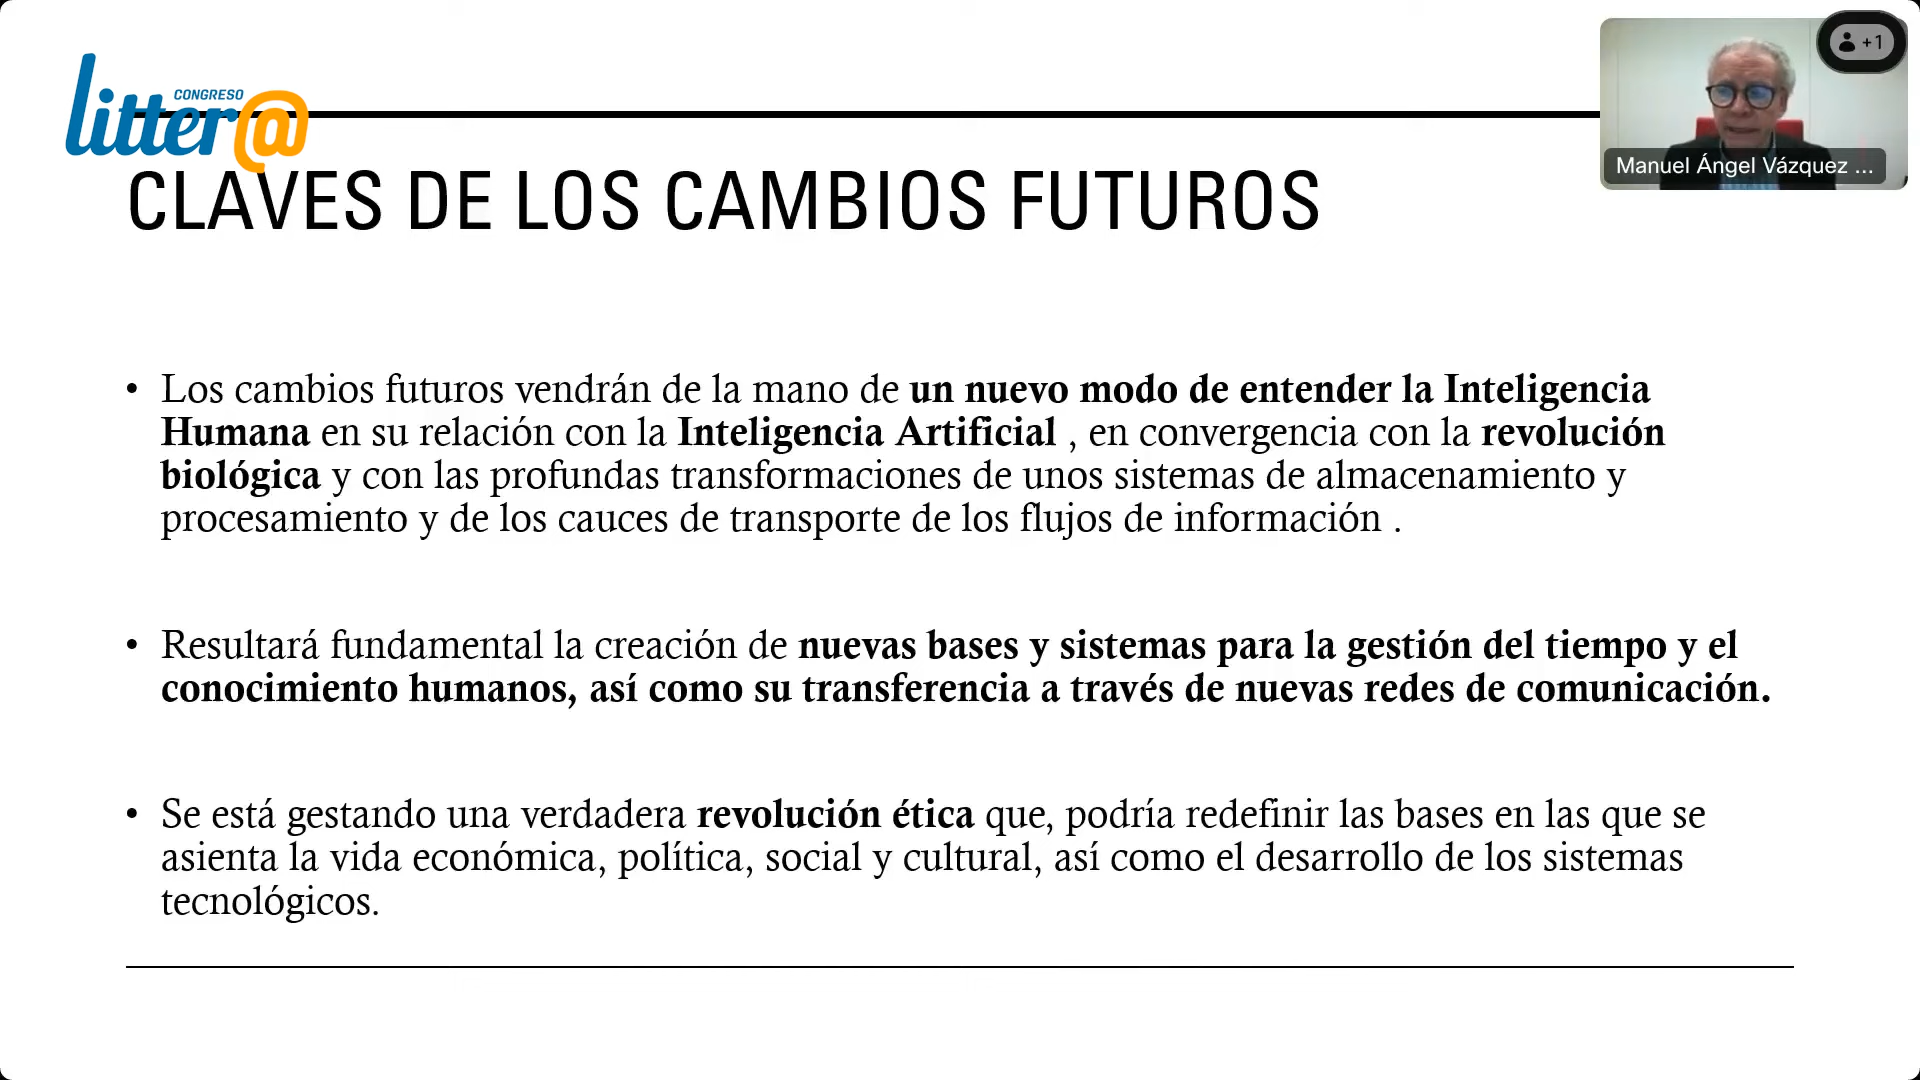 CONGRESO
litter@
+1
Manuel Ángel Vázquez ...
CLAVES DE LOS CAMBIOS FUTUROS
• Los cambios futuros vendrán de la mano de un nuevo modo de entender la Inteligencia
Humana en su relación con la Inteligencia Artificial , en convergencia con la revolución
biológica y con las profundas transformaciones de unos sistemas de almacenamiento y
procesamiento y de los cauces de transporte de los flujos de información .
• Resultará fundamental la creación de nuevas bases y sistemas para la gestión del tiempo y el
conocimiento humanos, así como su transferencia a través de nuevas redes de comunicación.
• Se está gestando una verdadera revolución ética que, podría redefinir las bases en las que se
asienta la vida económica, política, social y cultural, así como el desarrollo de los sistemas
tecnológicos.